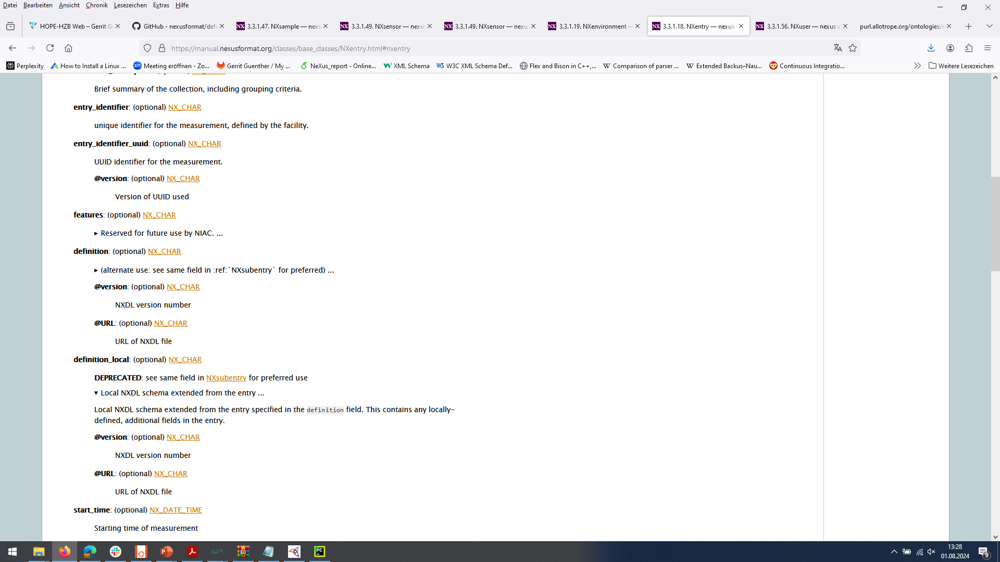 Datei Bearbeiten Ansicht Chronik Lesezeichen Extras Hilfe
HOPE-HZB Web – Gerrit G
GitHub - nexusformat/defi
3.3.1.47. NXsample — nexu
3.3.1.49. NXsensor — nexus
3.3.1.49. NXsensor — nexus
3.3.1.19. NXenvironment —
3.3.1.18. NXentry — nexus
3.3.1.56. NXuser — nexus v
purl.allotrope.org/ontologies/r
https://manual.nexusformat.org/classes/base_classes/NXentry.html#nxentry
Perplexity
How to Install a Linux ...
Meeting eröffnen - Zo...
Gerrit Guenther / My ...
NeXus_report - Online...
XML Schema
W3C XML Schema Def...
Flex and Bison in C++,...
Comparison of parser ...
Extended Backus–Nau...
Continuous Integratio...
Weitere Lesezeichen
Brief summary of the collection, including grouping criteria.
entry_identifier: (optional) NX_CHAR
unique identifier for the measurement, defined by the facility.
entry_identifier_uuid: (optional) NX_CHAR
UUID identifier for the measurement.
@version: (optional) NX_CHAR
Version of UUID used
features: (optional) NX_CHAR
▸ Reserved for future use by NIAC. ...
definition: (optional) NX_CHAR
▸ (alternate use: see same field in :ref:`NXsubentry` for preferred) ...
@version: (optional) NX_CHAR
NXDL version number
@URL: (optional) NX_CHAR
URL of NXDL file
definition_local: (optional) NX_CHAR
DEPRECATED: see same field in NXsubentry for preferred use
▾ Local NXDL schema extended from the entry ...
Local NXDL schema extended from the entry specified in the definition field. This contains any locally-
defined, additional fields in the entry.
@version: (optional) NX_CHAR
NXDL version number
@URL: (optional) NX_CHAR
URL of NXDL file
start_time: (optional) NX_DATE_TIME
Starting time of measurement
13:28
01.08.2024
9